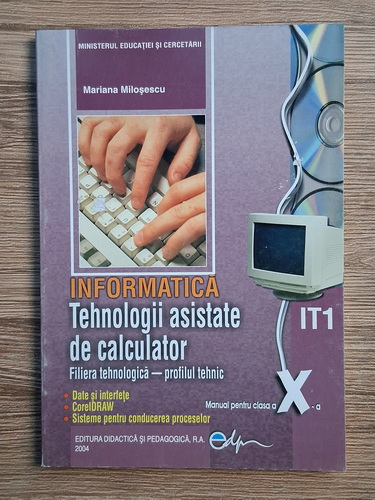 MINISTERUL EDUCAȚIEI ȘI CERCETĂRII
Mariana Miloșescu
INFORMATICA
Tehnologii asistate
de calculator
IT1
Filiera tehnologică — profilul tehnic
• Date și interfețe
• CorelDRAW
• Sisteme pentru conducerea proceselor
Manual pentru clasa a X-a
EDITURA DIDACTICĂ ȘI PEDAGOGICĂ, R.A.
2004
edp